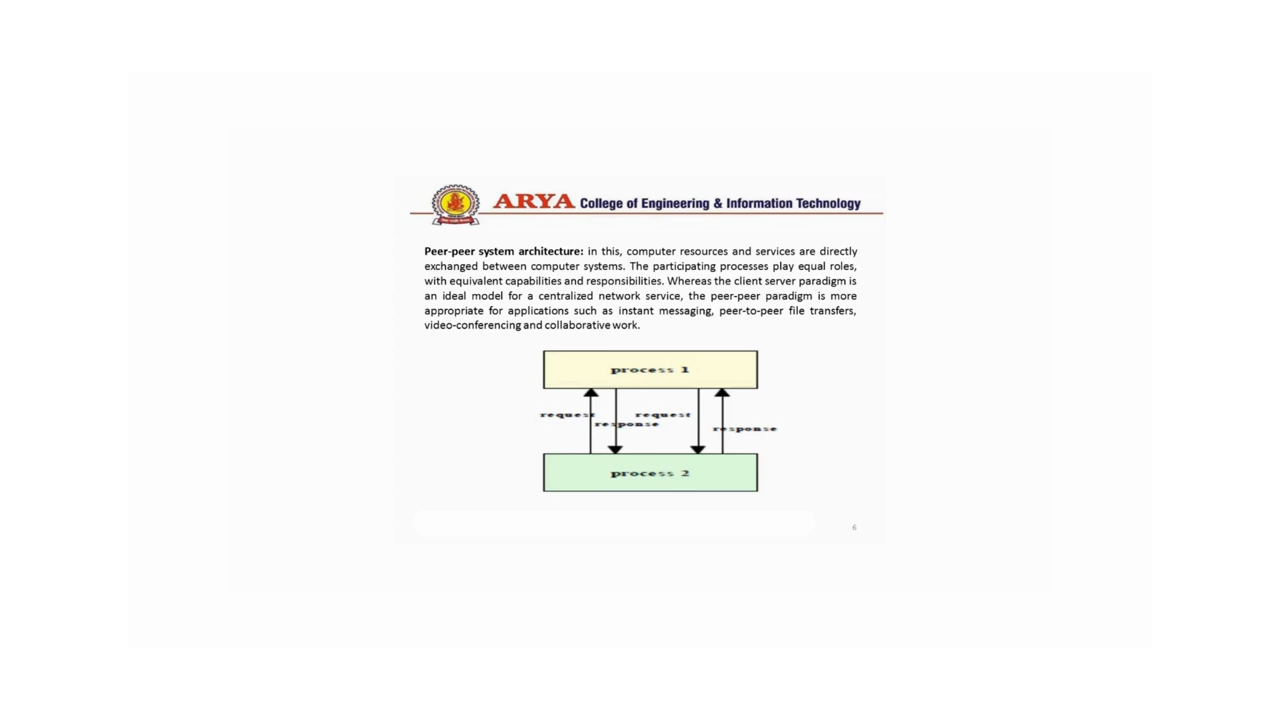 ARYA College of Engineering & Information Technology
Peer-peer system architecture: in this, computer resources and services are directly
exchanged between computer systems. The participating processes play equal roles,
with equivalent capabilities and responsibilities. Whereas the client server paradigm is
an ideal model for a centralized network service, the peer-peer paradigm is more
appropriate for applications such as instant messaging, peer-to-peer file transfers,
video-conferencing and collaborative work.
process 1
request
response
request
response
process 2
6